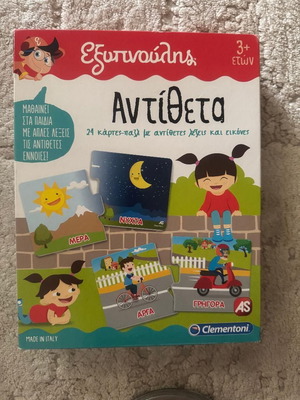 Εξυπνούλης
3+
ΕΤΩΝ
ΜΑΘΑΙΝΕΙ
ΣΤΑ ΠΑΙΔΙΑ
ΜΕ ΑΠΛΕΣ ΛΕΞΕΙΣ
ΤΙΣ ΑΝΤΙΘΕΤΕΣ
ΕΝΝΟΙΕΣ!
Αντίθετα
24 κάρτες-παζλ με αντίθετες λέξεις και εικόνες
ΜΕΡΑ
ΝΥΧΤΑ
ΑΡΓΑ
ΓΡΗΓΟΡΑ
AS
Clementoni
MADE IN ITALY